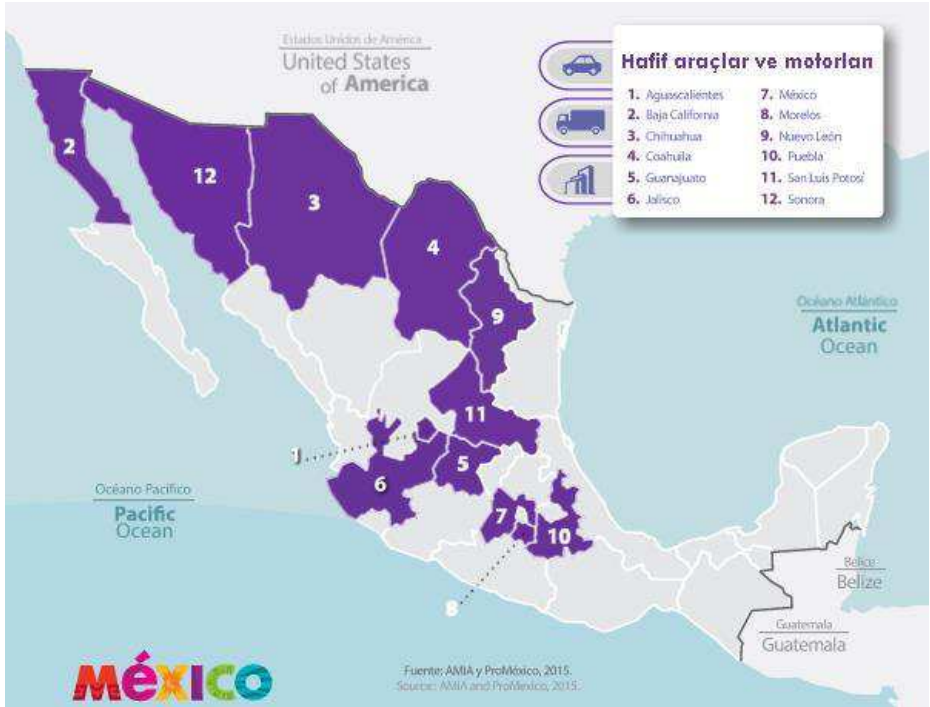 Estados Unidos de América
United States
of America
Hafif araçlar ve motorları
1. Aguascalientes
2. Baja California
3. Chihuahua
4. Coahuila
5. Guanajuato
6. Jalisco
7. México
8. Morelos
9. Nuevo León
10. Puebla
11. San Luis Potosí
12. Sonora
2
12
3
4
9
11
1
5
6
7
10
8
Océano Atlántico
Atlantic
Ocean
Océano Pacífico
Pacific
Ocean
Belice
Belize
Guatemala
Guatemala
México
Fuente: AMIA y ProMéxico, 2015.
Source: AMIA and ProMexico, 2015.